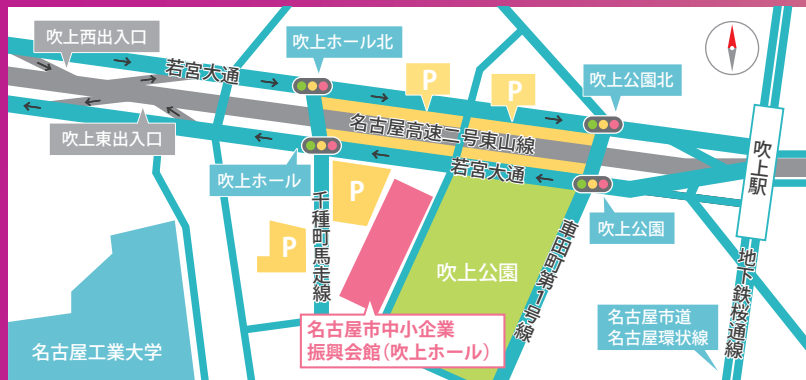 吹上西出入口
若宮大通
吹上ホール北
P
P
吹上公園北
吹上東出入口
名古屋高速二号東山線
吹上駅
吹上ホール
若宮大通
P
P
千種町馬走線
吹上公園
車田町第1号線
吹上公園
地下鉄桜通線
名古屋工業大学
名古屋市中小企業
振興会館(吹上ホール)
名古屋市道
名古屋環状線